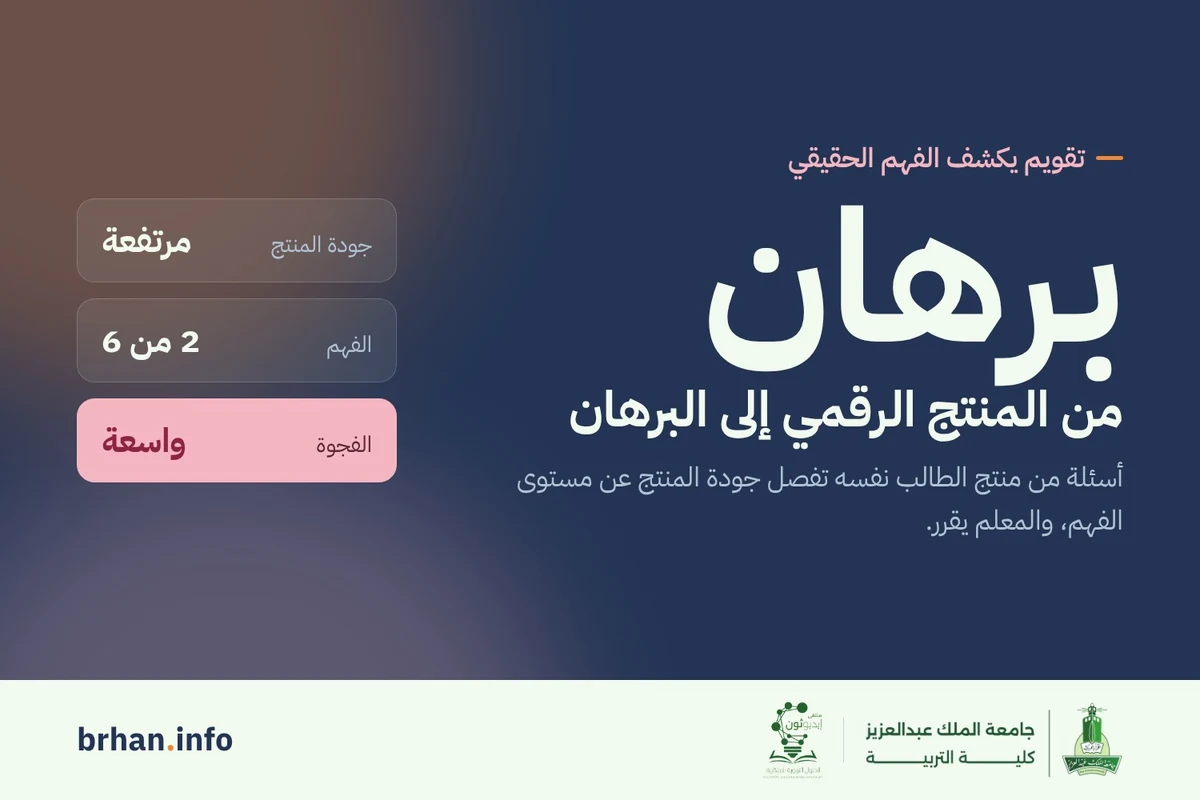 تقويم يكشف الفهم الحقيقي
برهان
من المنتج الرقمي إلى البرهان
أسئلة من منتج الطالب نفسه تفصل جودة المنتج عن مستوى
الفهم، والمعلم يقرر.
جودة المنتج مرتفعة
الفهم 2 من 6
الفجوة واسعة
جامعة الملك عبدالعزيز
كليـــة التربيـــة
ملتقى
إيديوثون
brhan.info